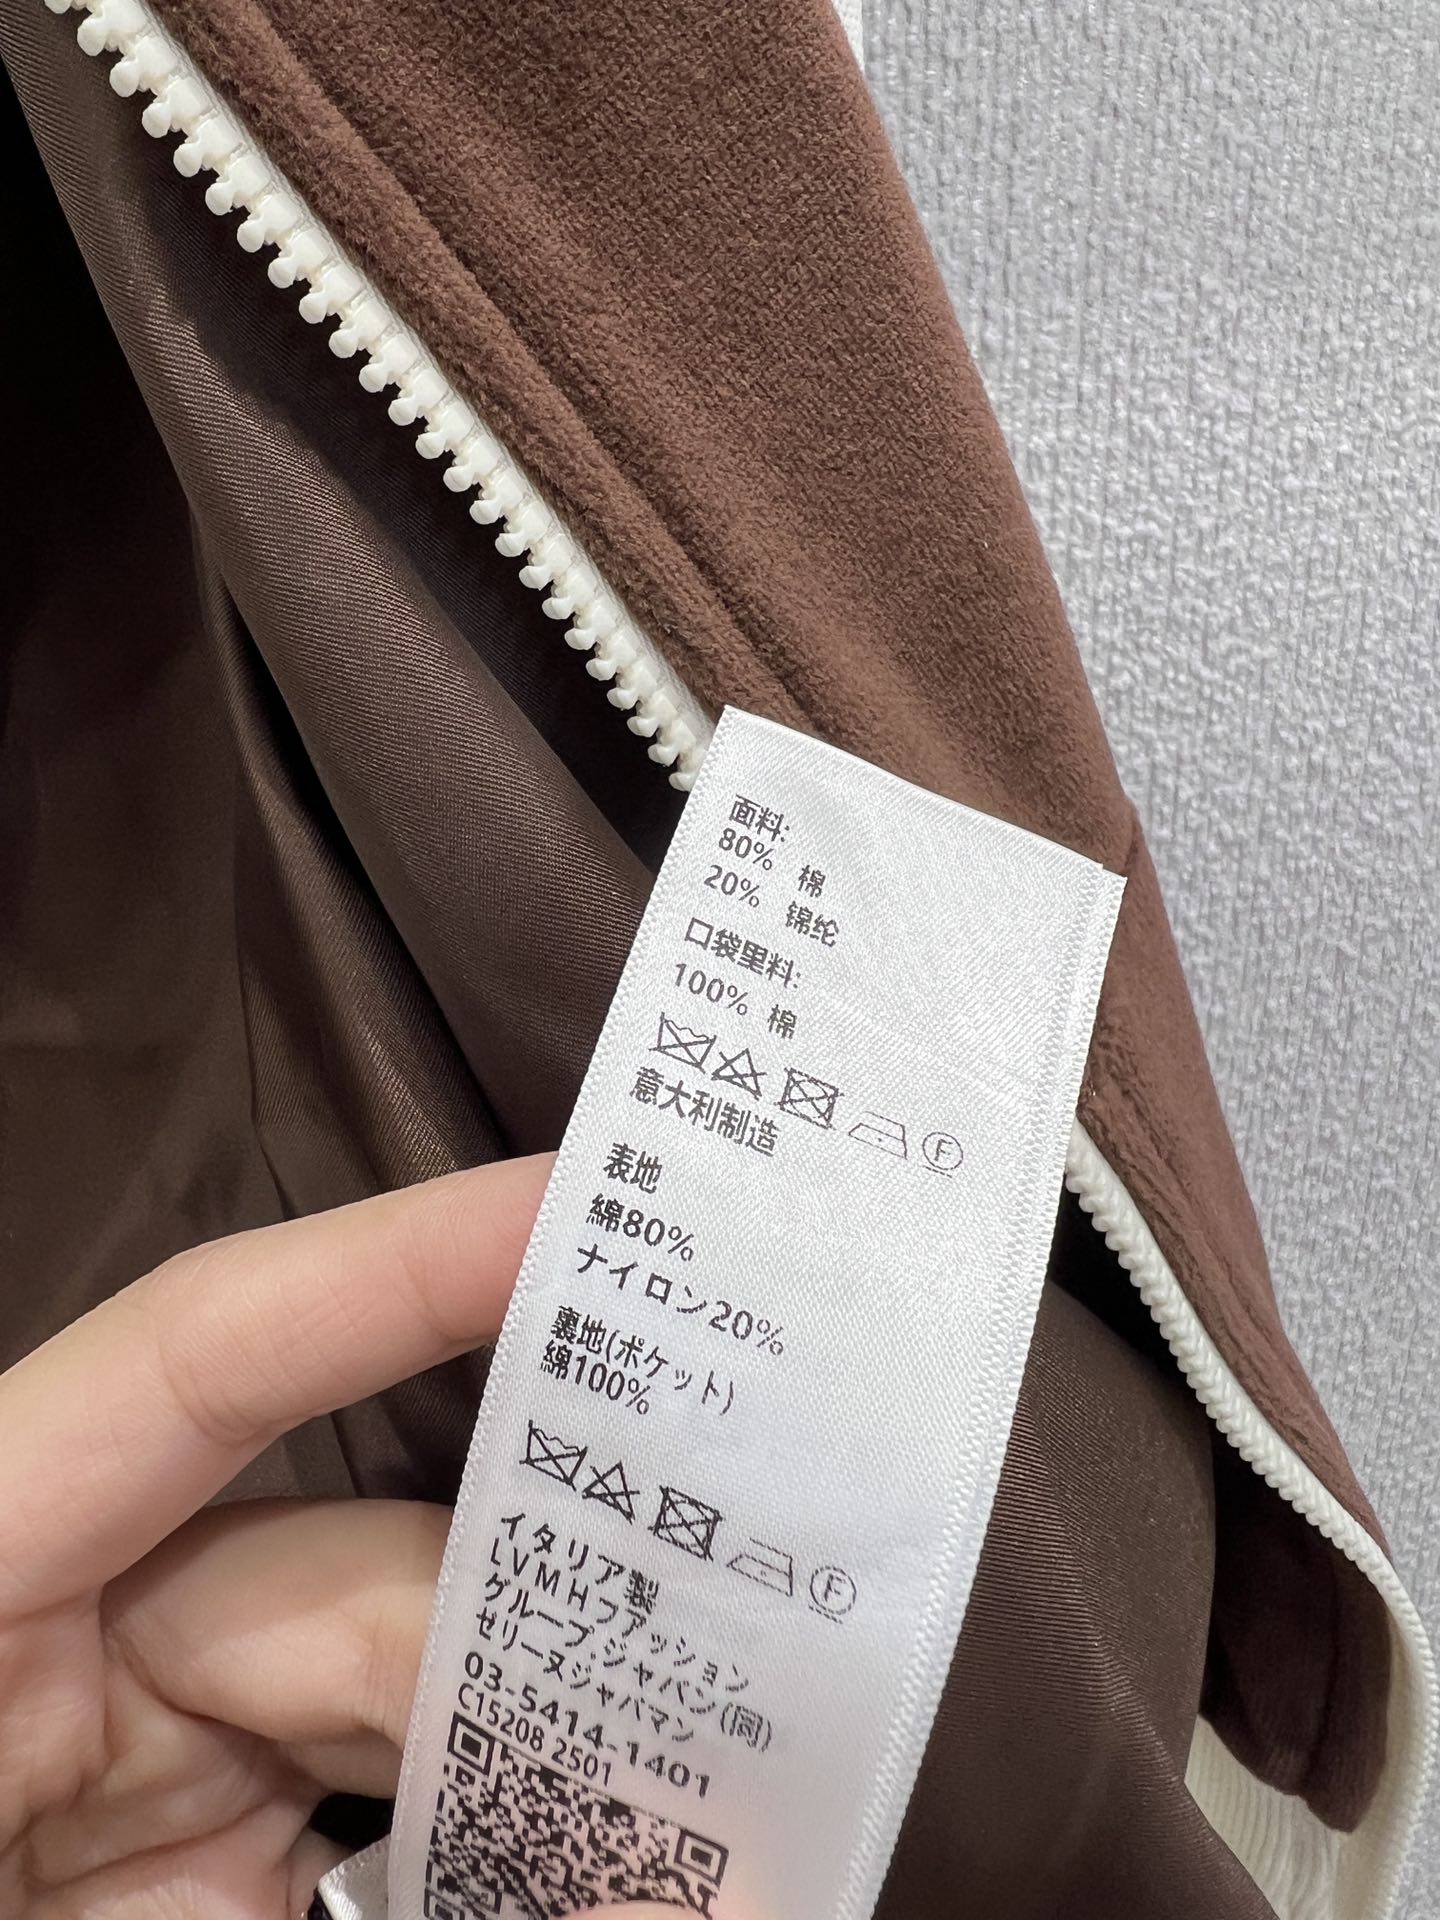 面料:
80% 棉
20% 锦纶
口袋里料:
100% 棉
F
意大利制造
表地
綿80%
ナイロン20%
裏地(ポケット)
綿100%
F
イタリア製
LVMHファッション
グループ・ジャパン(同)
セリーヌジャパマン
03-5414-1401
C15208 2501